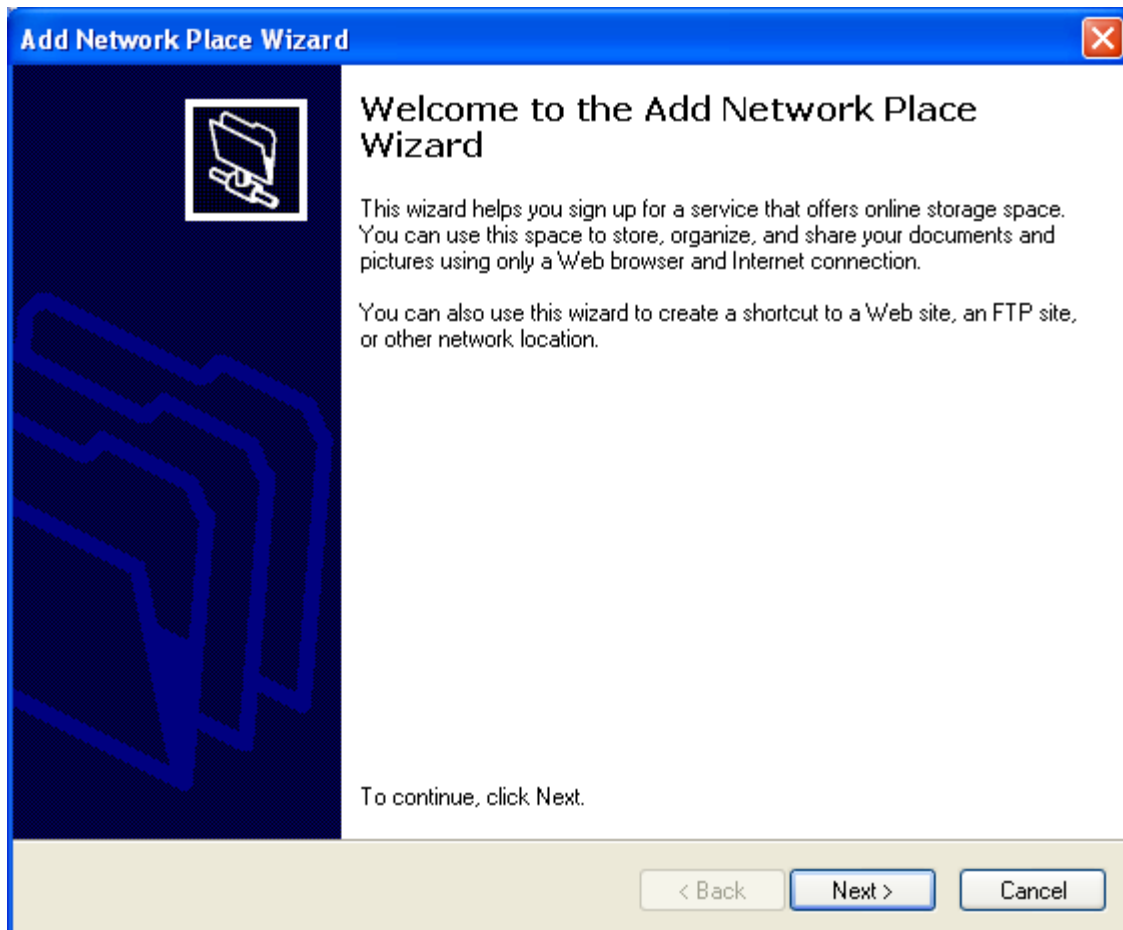 Add Network Place Wizard
Welcome to the Add Network Place
Wizard
This wizard helps you sign up for a service that offers online storage space.
You can use this space to store, organize, and share your documents and
pictures using only a Web browser and Internet connection.
You can also use this wizard to create a shortcut to a Web site, an FTP site,
or other network location.
To continue, click Next.
< Back
Next >
Cancel